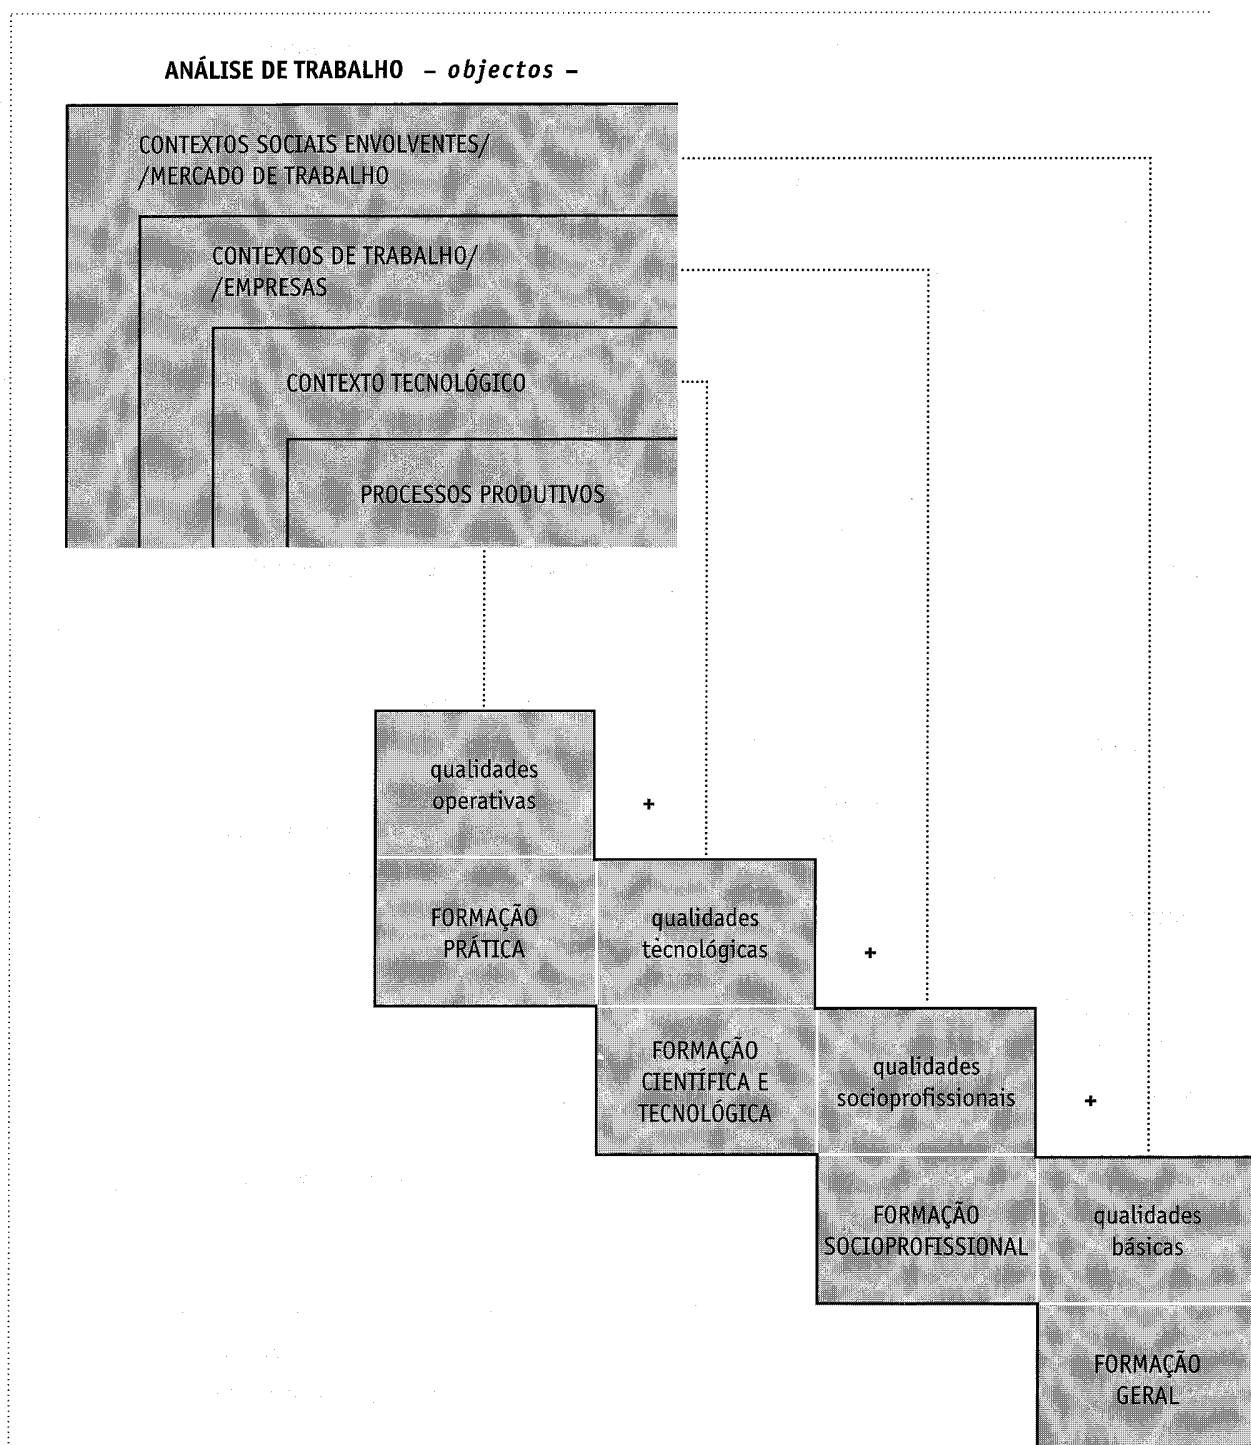 ANÁLISE DE TRABALHO – objectos –
CONTEXTOS SOCIAIS ENVOLVENTES/
/MERCADO DE TRABALHO
CONTEXTOS DE TRABALHO/
/EMPRESAS
CONTEXTO TECNOLÓGICO
PROCESSOS PRODUTIVOS
qualidades
operativas
+
FORMAÇÃO
PRÁTICA
qualidades
tecnológicas
+
FORMAÇÃO
CIENTÍFICA E
TECNOLÓGICA
qualidades
socioprofissionais
+
FORMAÇÃO
SOCIOPROFISSIONAL
qualidades
básicas
FORMAÇÃO
GERAL